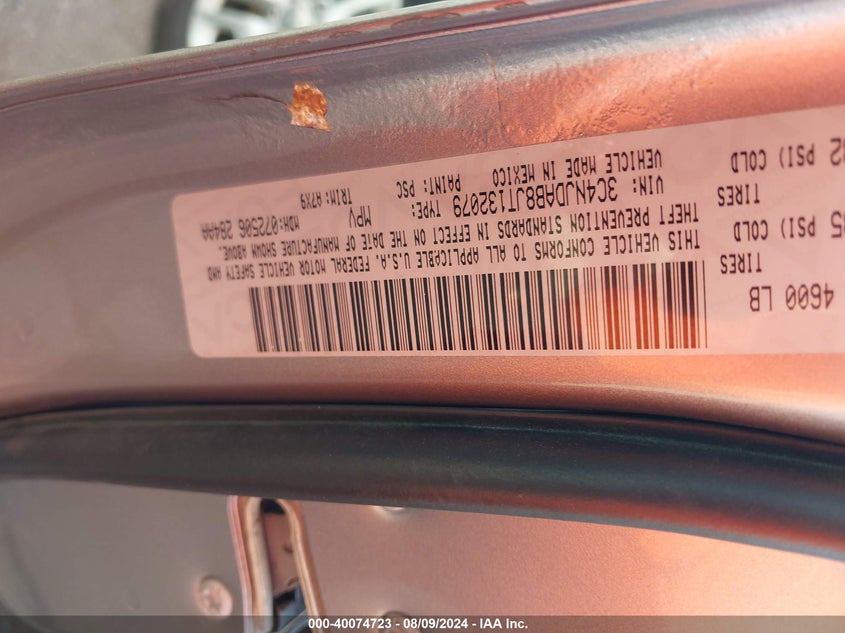 4600 LB
TIRES
TIRES
PSI) COLD
PSI) COLD
THIS VEHICLE CONFORMS TO ALL APPLICABLE U.S.A. FEDERAL MOTOR VEHICLE SAFETY AND
THEFT PREVENTION STANDARDS IN EFFECT ON THE DATE OF MANUFACTURE SHOWN ABOVE.
VIN: 3C4NJDAB8JT132079 TYPE: MPV MDH: 072506 2B4AA
VEHICLE MADE IN MEXICO PAINT: PSC TRIM: A7X9
000-40074723 - 08/09/2024 - IAA Inc.